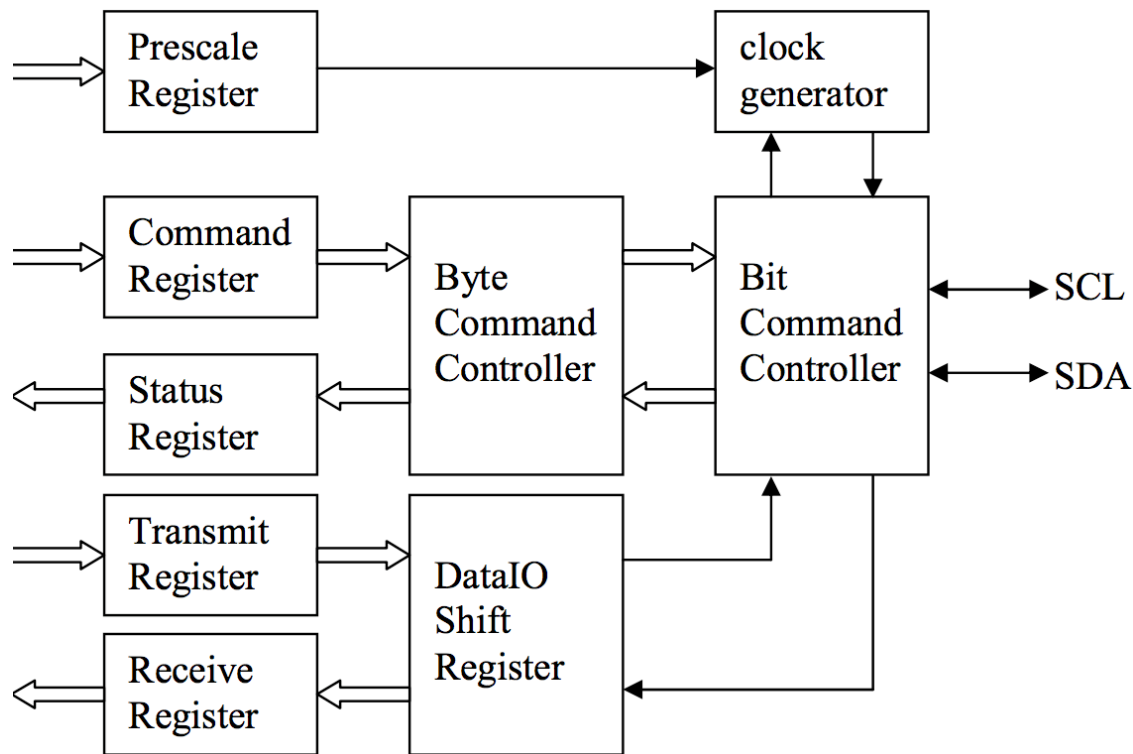 Prescale
Register
clock
generator
Command
Register
Byte
Command
Controller
Bit
Command
Controller
SCL
SDA
Status
Register
Transmit
Register
DataIO
Shift
Register
Receive
Register